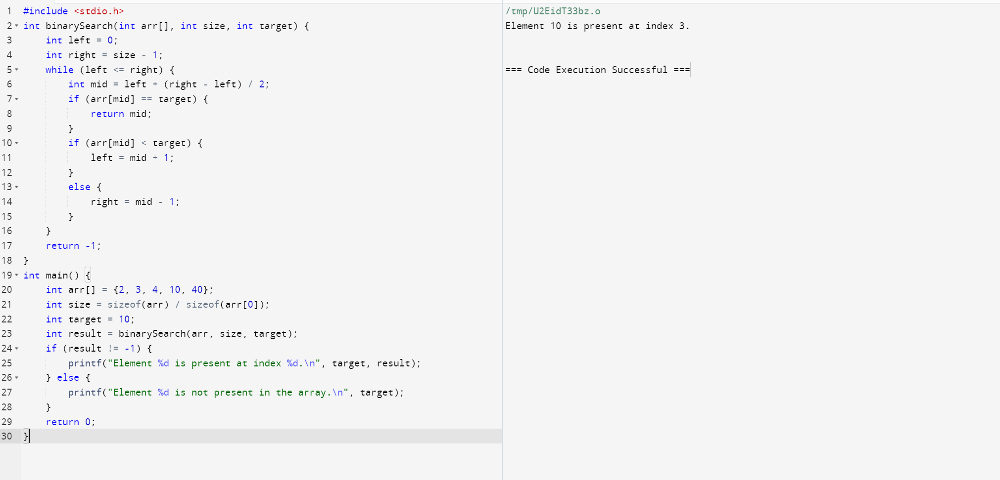 1 #include <stdio.h>
2 int binarySearch(int arr[], int size, int target) {
3     int left = 0;
4     int right = size - 1;
5     while (left <= right) {
6         int mid = left + (right - left) / 2;
7         if (arr[mid] == target) {
8             return mid;
9         }
10         if (arr[mid] < target) {
11             left = mid + 1;
12         }
13         else {
14             right = mid - 1;
15         }
16     }
17     return -1;
18 }
19 int main() {
20     int arr[] = {2, 3, 4, 10, 40};
21     int size = sizeof(arr) / sizeof(arr[0]);
22     int target = 10;
23     int result = binarySearch(arr, size, target);
24     if (result != -1) {
25         printf("Element %d is present at index %d.\n", target, result);
26     } else {
27         printf("Element %d is not present in the array.\n", target);
28     }
29     return 0;
30 }
/tmp/U2EidT33bz.o
Element 10 is present at index 3.
=== Code Execution Successful ===